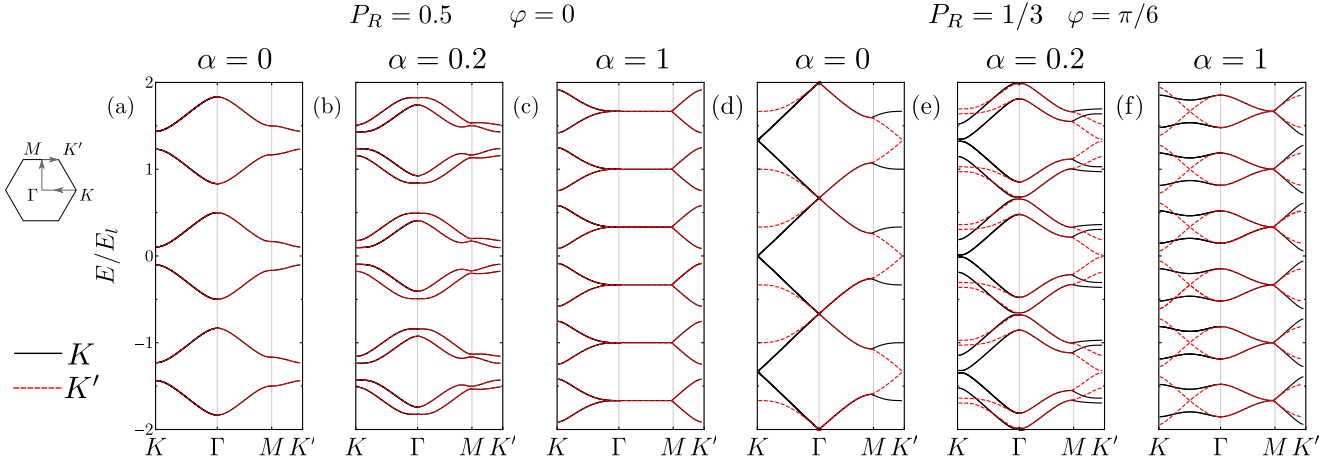 P_R = 0.5 φ = 0 P_R = 1/3 φ = π/6
α = 0 α = 0.2 α = 1 α = 0 α = 0.2 α = 1
(a) (b) (c) (d) (e) (f)
2
1
0
−1
−2
E/E_l
M K′
Γ K
K
K′
K Γ M K′ K Γ M K′ K Γ M K′ K Γ M K′ K Γ M K′ K Γ M K′